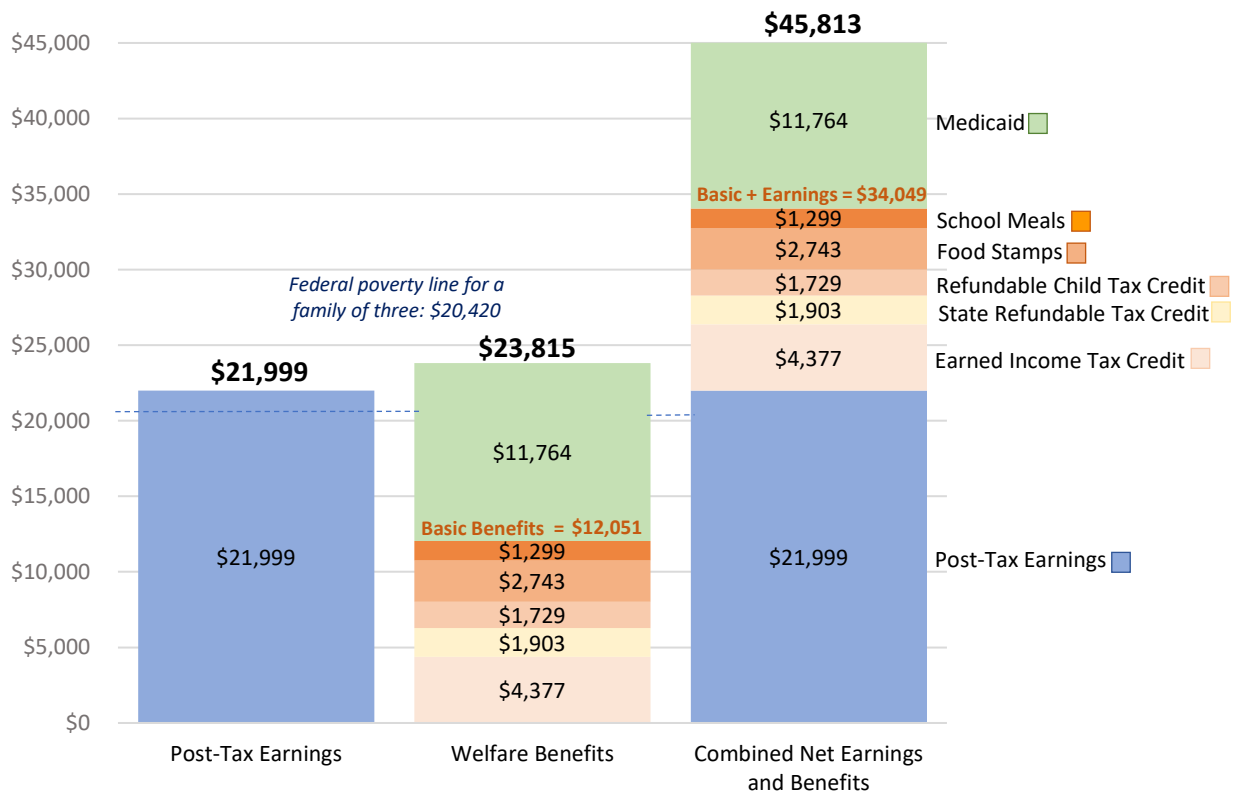 $45,813
$45,000
$40,000
$35,000
$30,000
$25,000
$20,000
$15,000
$10,000
$5,000
$0
Federal poverty line for a
family of three: $20,420
$21,999
$21,999
$23,815
$11,764
Basic Benefits = $12,051
$1,299
$2,743
$1,729
$1,903
$4,377
$11,764
Basic + Earnings = $34,049
$1,299
$2,743
$1,729
$1,903
$4,377
$21,999
Medicaid
School Meals
Food Stamps
Refundable Child Tax Credit
State Refundable Tax Credit
Earned Income Tax Credit
Post-Tax Earnings
Post-Tax Earnings
Welfare Benefits
Combined Net Earnings
and Benefits